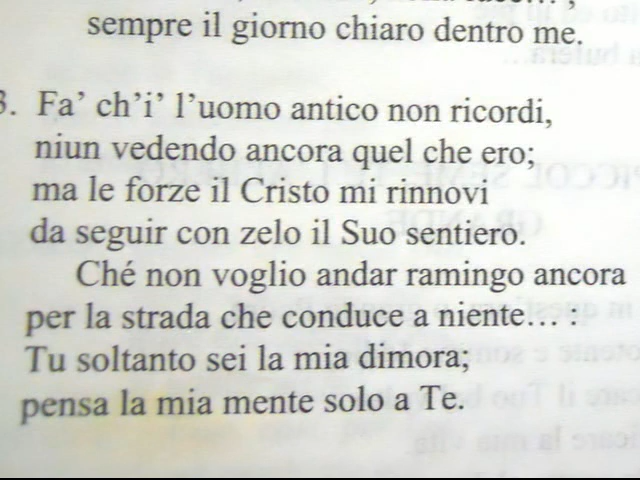 sempre il giorno chiaro dentro me.
3. Fa' ch'i' l'uomo antico non ricordi,
niun vedendo ancora quel che ero;
ma le forze il Cristo mi rinnovi
da seguir con zelo il Suo sentiero.
Ché non voglio andar ramingo ancora
per la strada che conduce a niente… :
Tu soltanto sei la mia dimora;
pensa la mia mente solo a Te.